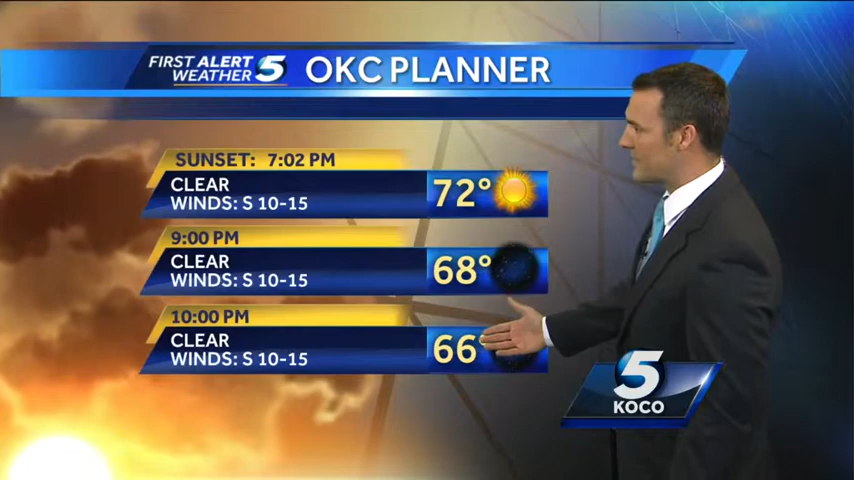 FIRST ALERT
WEATHER 5
OKC PLANNER
SUNSET: 7:02 PM
CLEAR
WINDS: S 10-15
72°
9:00 PM
CLEAR
WINDS: S 10-15
68°
10:00 PM
CLEAR
WINDS: S 10-15
66°
5
KOCO